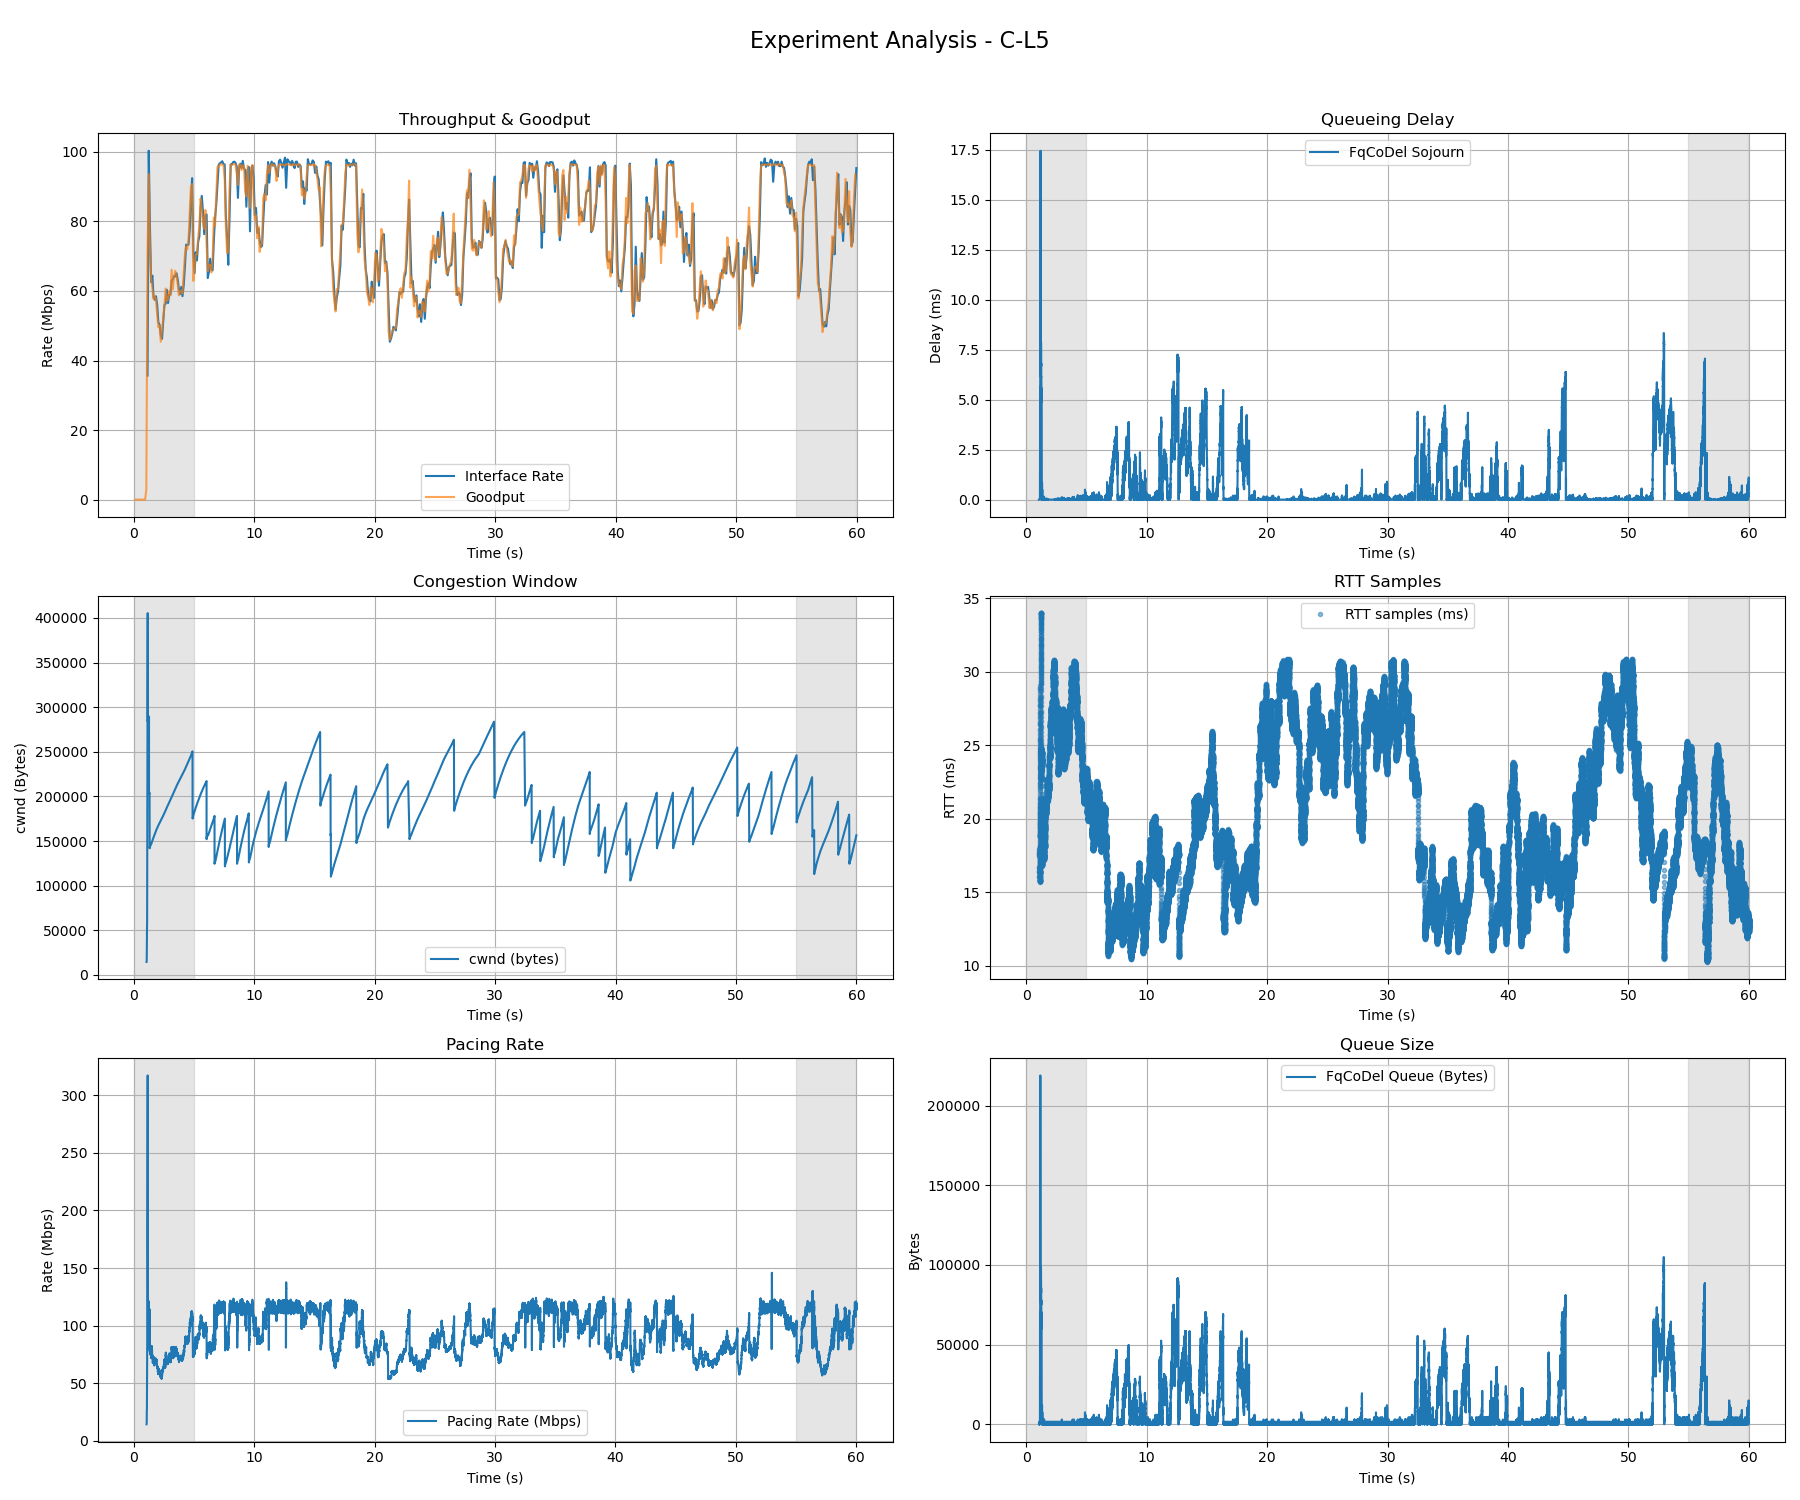 Experiment Analysis - C-L5
Throughput & Goodput
Rate (Mbps)
100
80
60
40
20
0
Interface Rate
Goodput
0 10 20 30 40 50 60
Time (s)
Queueing Delay
Delay (ms)
17.5
15.0
12.5
10.0
7.5
5.0
2.5
0.0
FqCoDel Sojourn
0 10 20 30 40 50 60
Time (s)
Congestion Window
cwnd (Bytes)
400000
350000
300000
250000
200000
150000
100000
50000
0
cwnd (bytes)
0 10 20 30 40 50 60
Time (s)
RTT Samples
RTT (ms)
35
30
25
20
15
10
RTT samples (ms)
0 10 20 30 40 50 60
Time (s)
Pacing Rate
Rate (Mbps)
300
250
200
150
100
50
0
Pacing Rate (Mbps)
0 10 20 30 40 50 60
Time (s)
Queue Size
Bytes
200000
150000
100000
50000
0
FqCoDel Queue (Bytes)
0 10 20 30 40 50 60
Time (s)